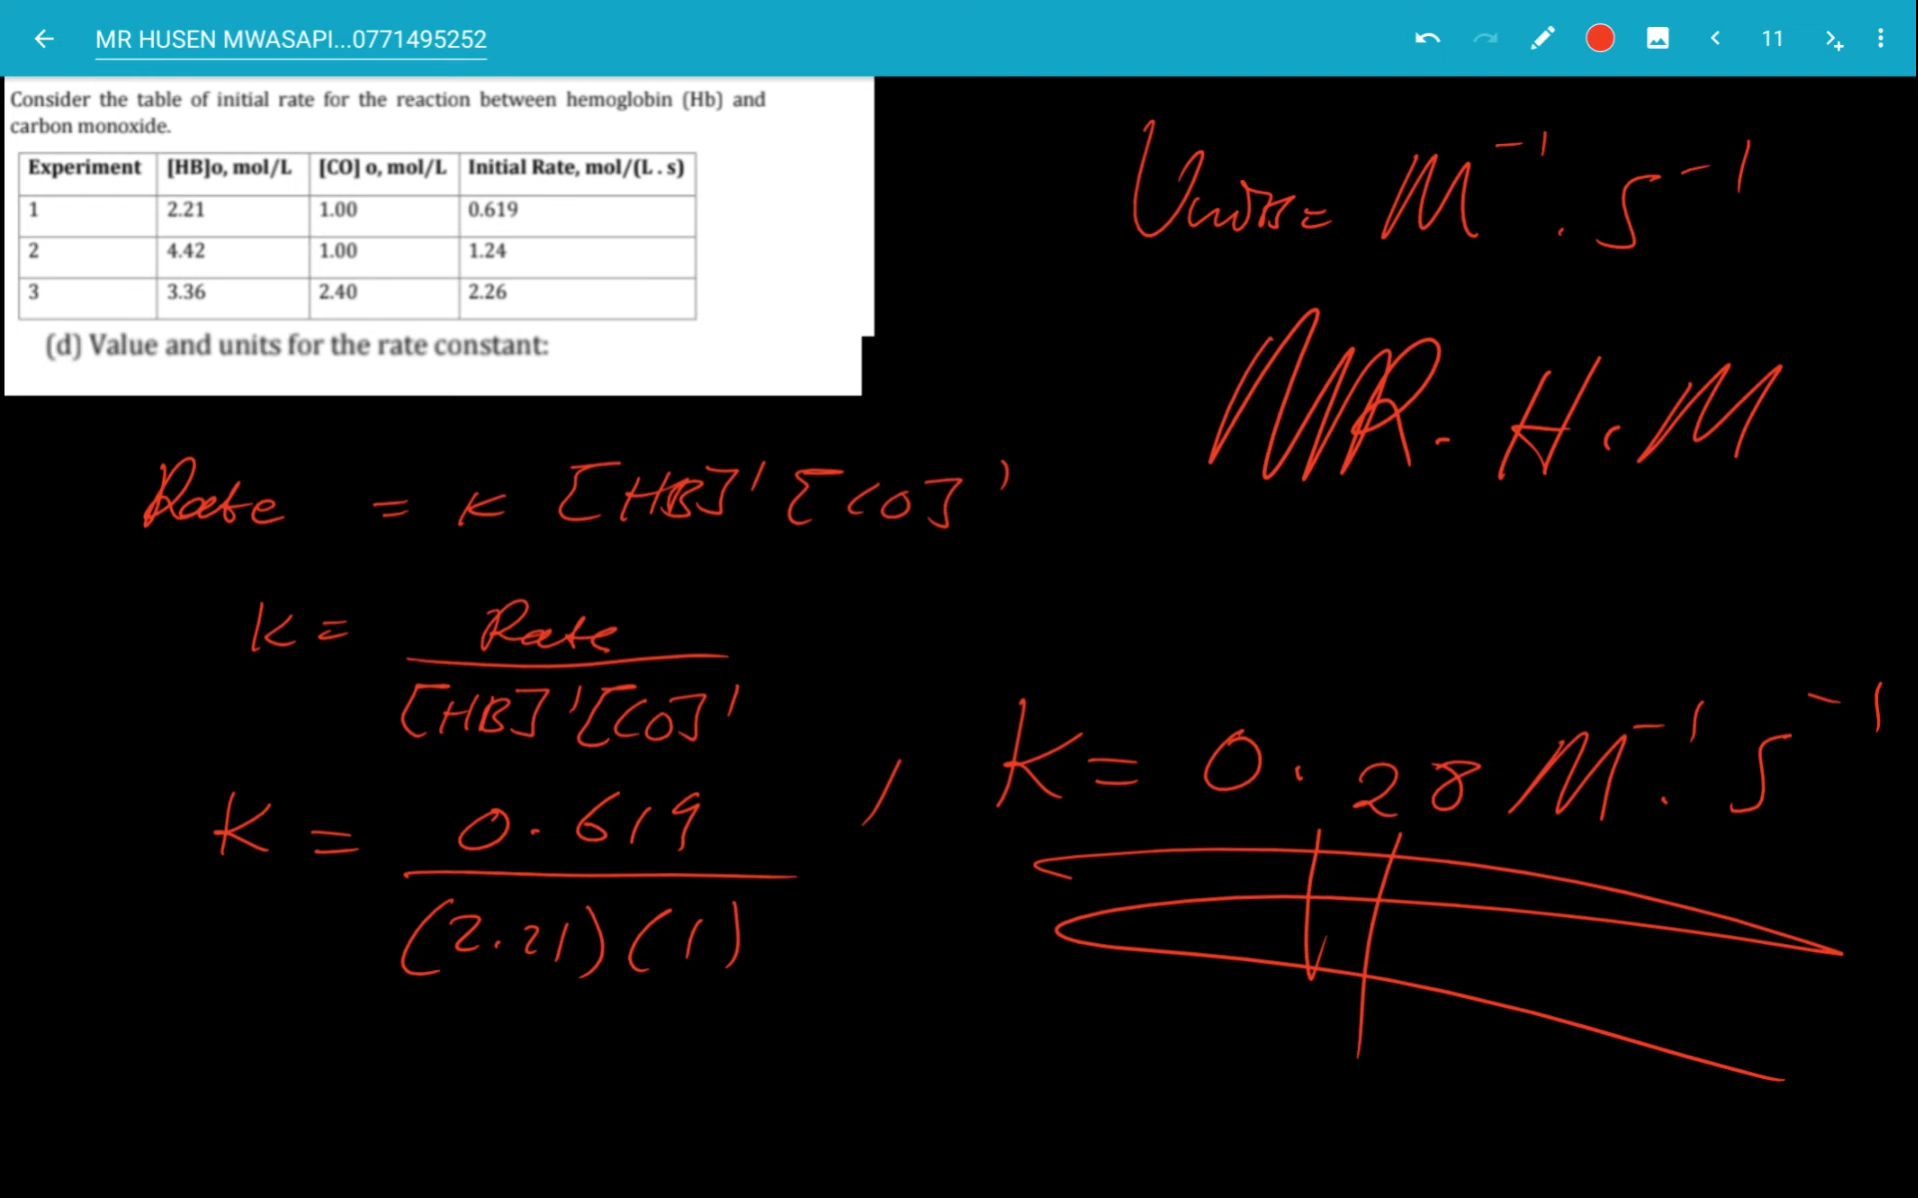 MR HUSEN MWASAPI...0771495252
11
Consider the table of initial rate for the reaction between hemoglobin (Hb) and
carbon monoxide.
Experiment [HB]o, mol/L [CO] o, mol/L Initial Rate, mol/(L . s)
1 2.21 1.00 0.619
2 4.42 1.00 1.24
3 3.36 2.40 2.26
(d) Value and units for the rate constant:
Units = M⁻¹ . S⁻¹
MR. H. M
Rate = K [HB]¹ [CO]¹
K = Rate
[HB]¹[CO]¹
K = 0.619
(2.21)(1)
, K = 0.28 M⁻¹. S⁻¹